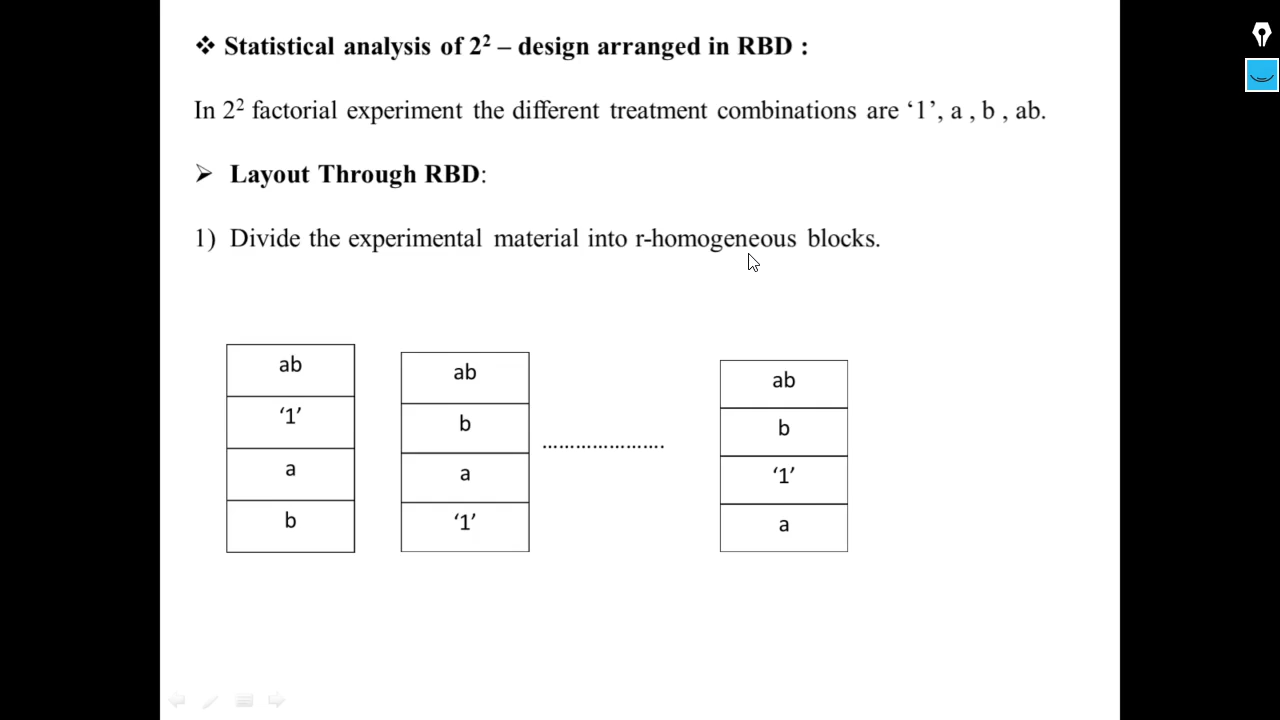 ❖ Statistical analysis of 2² – design arranged in RBD :
In 2² factorial experiment the different treatment combinations are ‘1’, a , b , ab.
➢ Layout Through RBD:
1) Divide the experimental material into r-homogeneous blocks.
ab
‘1’
a
b
ab
b
a
‘1’
………………….
ab
b
‘1’
a